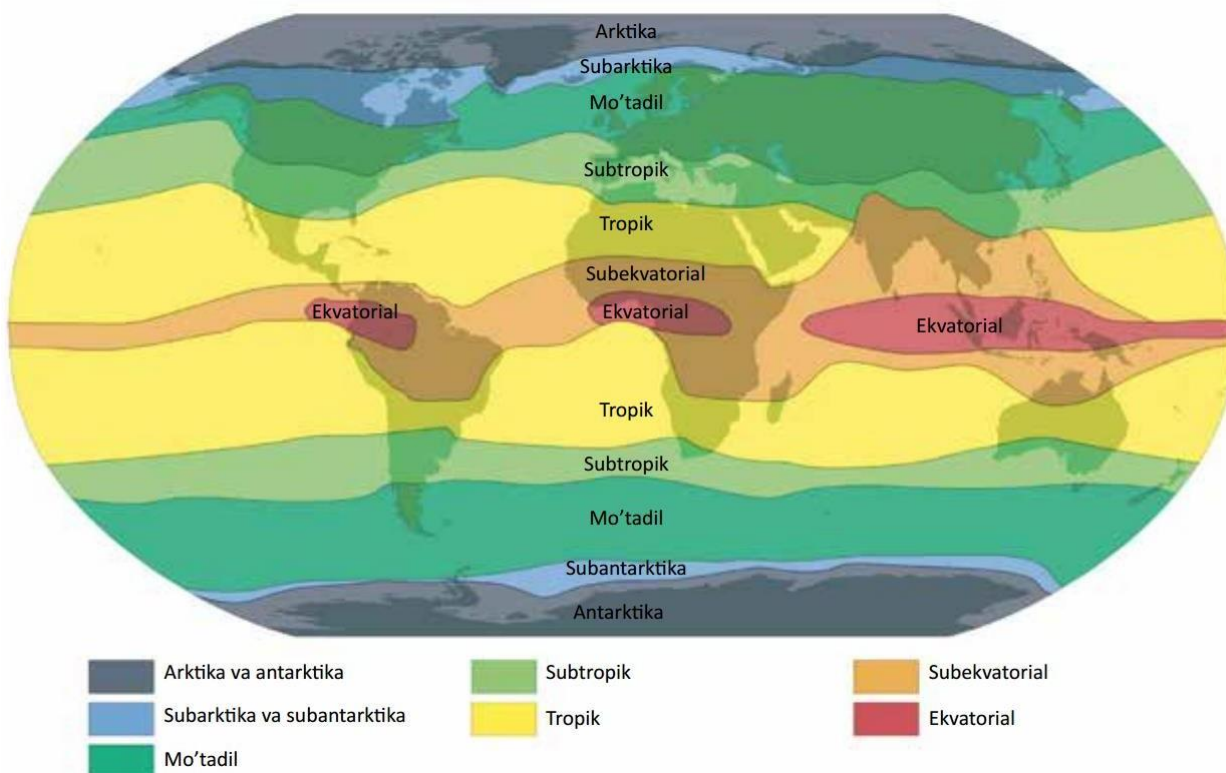 Arktika
Subarktika
Mo'tadil
Subtropik
Tropik
Subekvatorial
Ekvatorial Ekvatorial Ekvatorial
Tropik
Subtropik
Mo'tadil
Subantarktika
Antarktika
Arktika va antarktika
Subarktika va subantarktika
Mo'tadil
Subtropik
Tropik
Subekvatorial
Ekvatorial